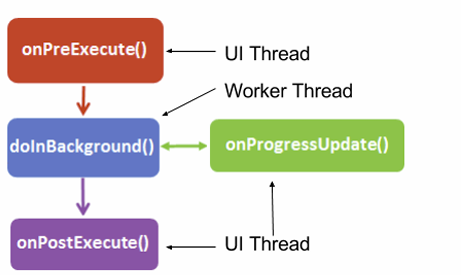 onPreExecute()
UI Thread
Worker Thread
doInBackground()
onProgressUpdate()
onPostExecute()
UI Thread